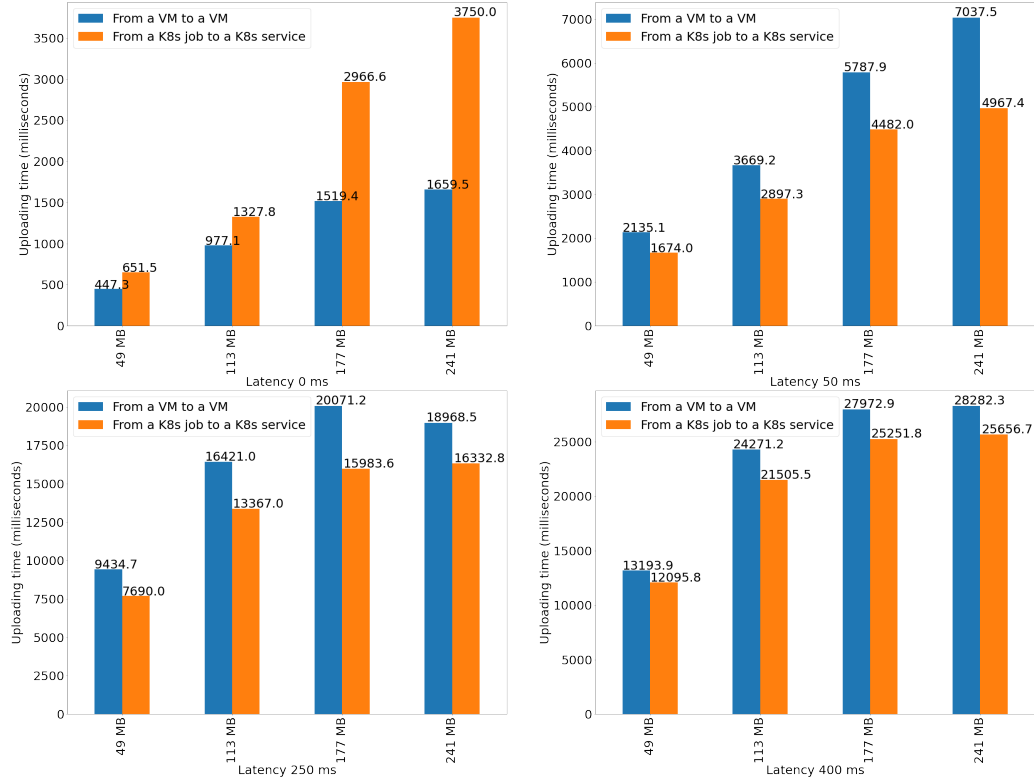 From a VM to a VM
From a K8s job to a K8s service
Uploading time (milliseconds)
3500
3000
2500
2000
1500
1000
500
0
447.3
651.5
977.1
1327.8
1519.4
2966.6
1659.5
3750.0
49 MB
113 MB
177 MB
241 MB
Latency 0 ms
From a VM to a VM
From a K8s job to a K8s service
Uploading time (milliseconds)
7000
6000
5000
4000
3000
2000
1000
0
2135.1
1674.0
3669.2
2897.3
5787.9
4482.0
7037.5
4967.4
49 MB
113 MB
177 MB
241 MB
Latency 50 ms
From a VM to a VM
From a K8s job to a K8s service
Uploading time (milliseconds)
20000
17500
15000
12500
10000
7500
5000
2500
0
9434.7
7690.0
16421.0
13367.0
20071.2
15983.6
18968.5
16332.8
49 MB
113 MB
177 MB
241 MB
Latency 250 ms
From a VM to a VM
From a K8s job to a K8s service
Uploading time (milliseconds)
25000
20000
15000
10000
5000
0
13193.9
12095.8
24271.2
21505.5
27972.9
25251.8
28282.3
25656.7
49 MB
113 MB
177 MB
241 MB
Latency 400 ms